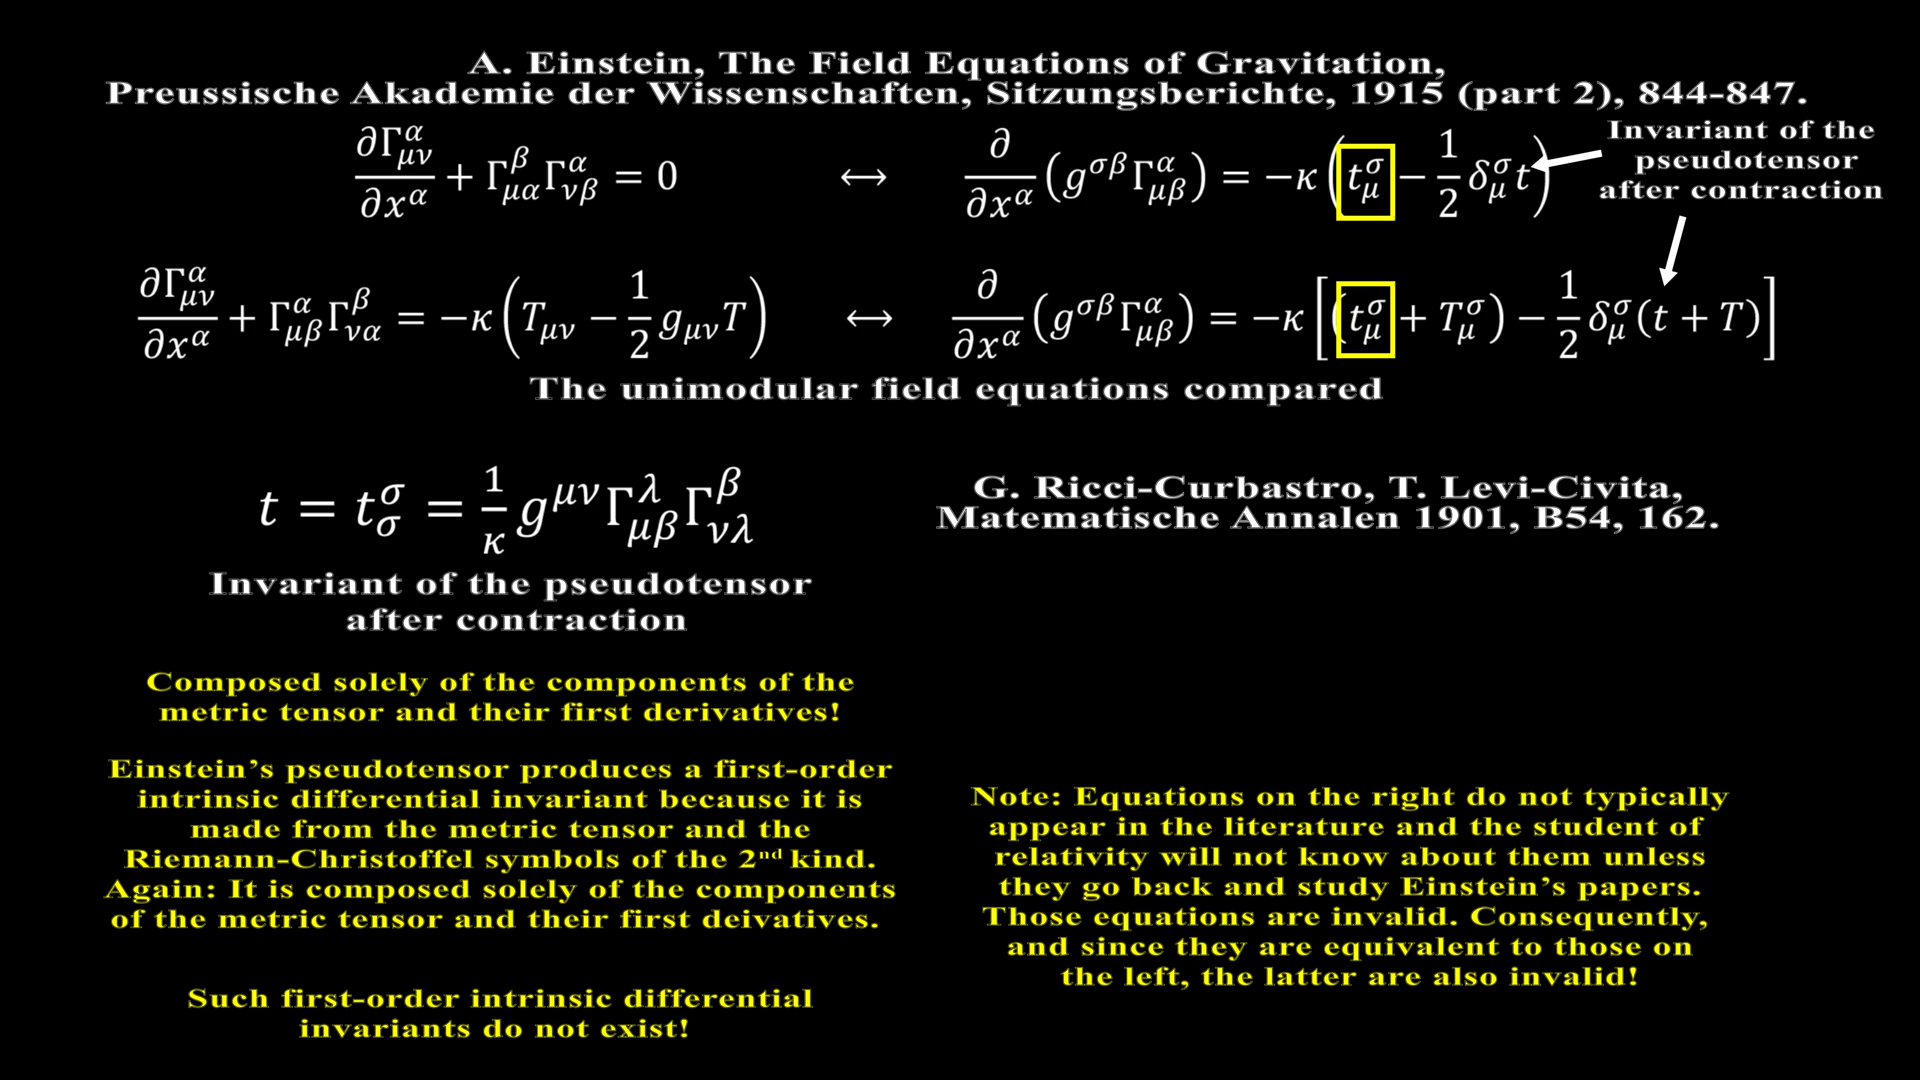 A. Einstein, The Field Equations of Gravitation,
Preussische Akademie der Wissenschaften, Sitzungsberichte, 1915 (part 2), 844-847.
Invariant of the
pseudotensor
after contraction
∂Γ^α_μν/∂x^α + Γ^β_μα Γ^α_νβ = 0 ↔ ∂/∂x^α (g^σβ Γ^α_μβ) = −κ (t^σ_μ − 1/2 δ^σ_μ t)
∂Γ^α_μν/∂x^α + Γ^α_μβ Γ^β_να = −κ (T_μν − 1/2 g_μν T) ↔ ∂/∂x^α (g^σβ Γ^α_μβ) = −κ [(t^σ_μ + T^σ_μ) − 1/2 δ^σ_μ (t + T)]
The unimodular field equations compared
t = t^σ_σ = 1/κ g^μν Γ^λ_μβ Γ^β_νλ
Invariant of the pseudotensor
after contraction
G. Ricci-Curbastro, T. Levi-Civita,
Matematische Annalen 1901, B54, 162.
Composed solely of the components of the
metric tensor and their first derivatives!
Einstein's pseudotensor produces a first-order
intrinsic differential invariant because it is
made from the metric tensor and the
Riemann-Christoffel symbols of the 2nd kind.
Again: It is composed solely of the components
of the metric tensor and their first deivatives.
Such first-order intrinsic differential
invariants do not exist!
Note: Equations on the right do not typically
appear in the literature and the student of
relativity will not know about them unless
they go back and study Einstein's papers.
Those equations are invalid. Consequently,
and since they are equivalent to those on
the left, the latter are also invalid!